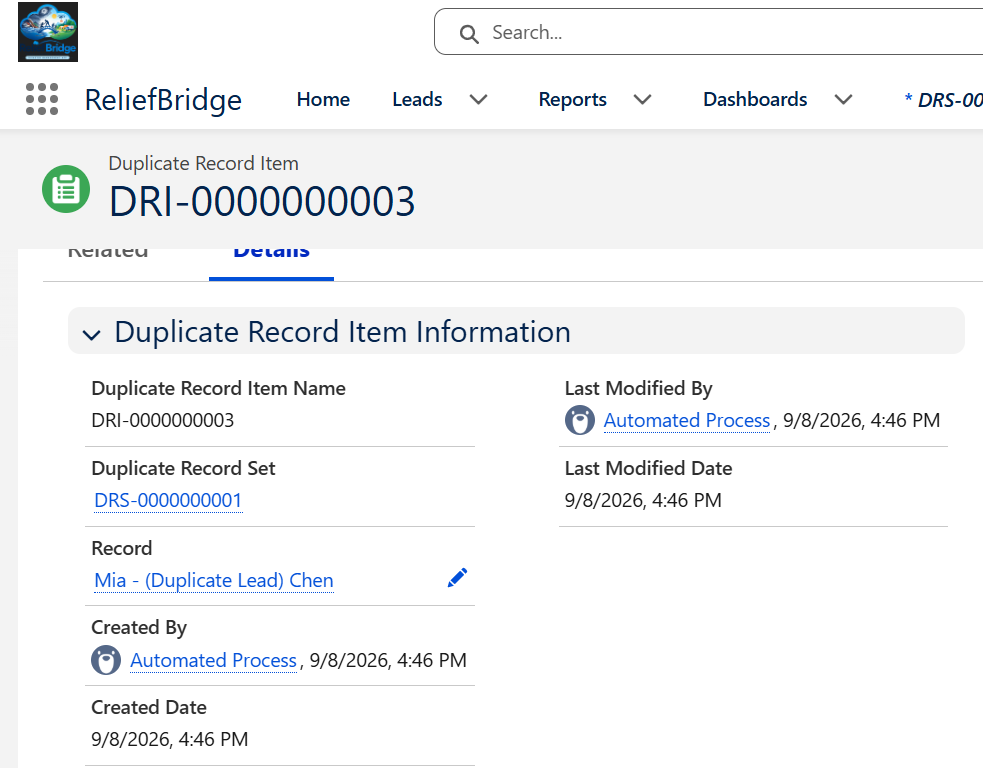 Bridge
Search...
ReliefBridge
Home
Leads
Reports
Dashboards
* DRS-00
Duplicate Record Item
DRI-0000000003
Related
Details
Duplicate Record Item Information
Duplicate Record Item Name
DRI-0000000003
Duplicate Record Set
DRS-0000000001
Record
Mia - (Duplicate Lead) Chen
Created By
Automated Process, 9/8/2026, 4:46 PM
Created Date
9/8/2026, 4:46 PM
Last Modified By
Automated Process, 9/8/2026, 4:46 PM
Last Modified Date
9/8/2026, 4:46 PM